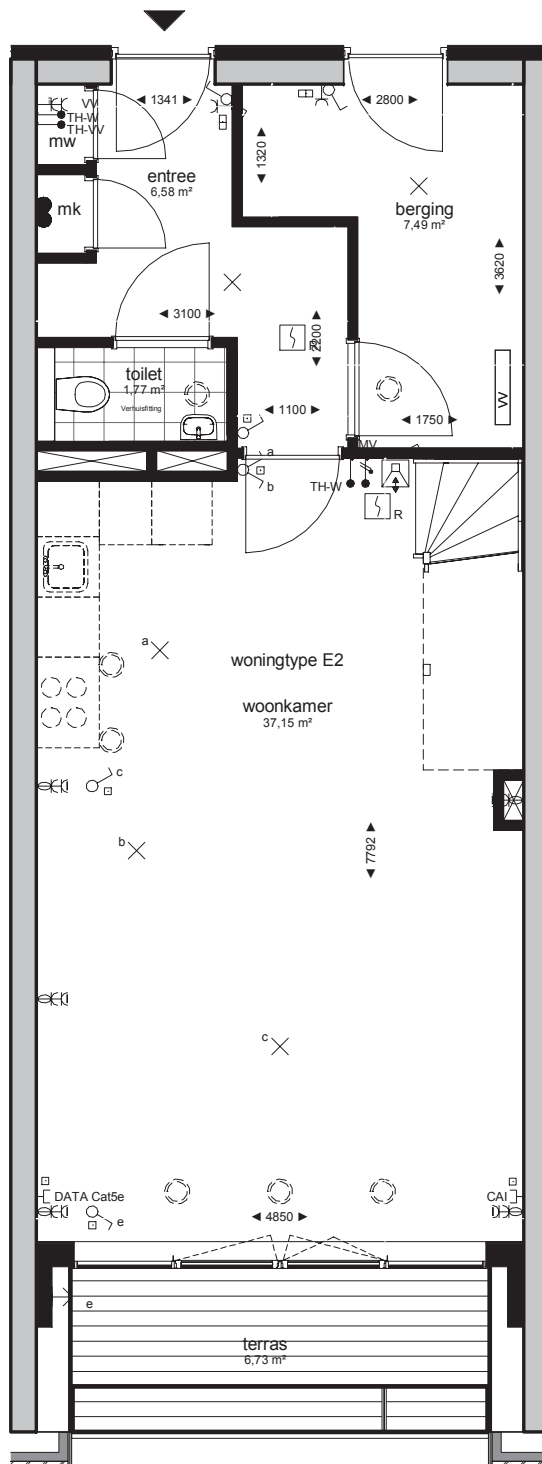 1341
2800
VV
TH-W
TH-VV
mw
1320
entree
6,58 m²
mk
berging
7,49 m²
3620
3100
2200
R
toilet
1,77 m²
Verhuisfitting
1100
1750
VV
a
b
MV
TH-W
R
a
woningtype E2
woonkamer
37,15 m²
c
b
7792
c
DATA Cat5e
CAI
e
4850
e
terras
6,73 m²